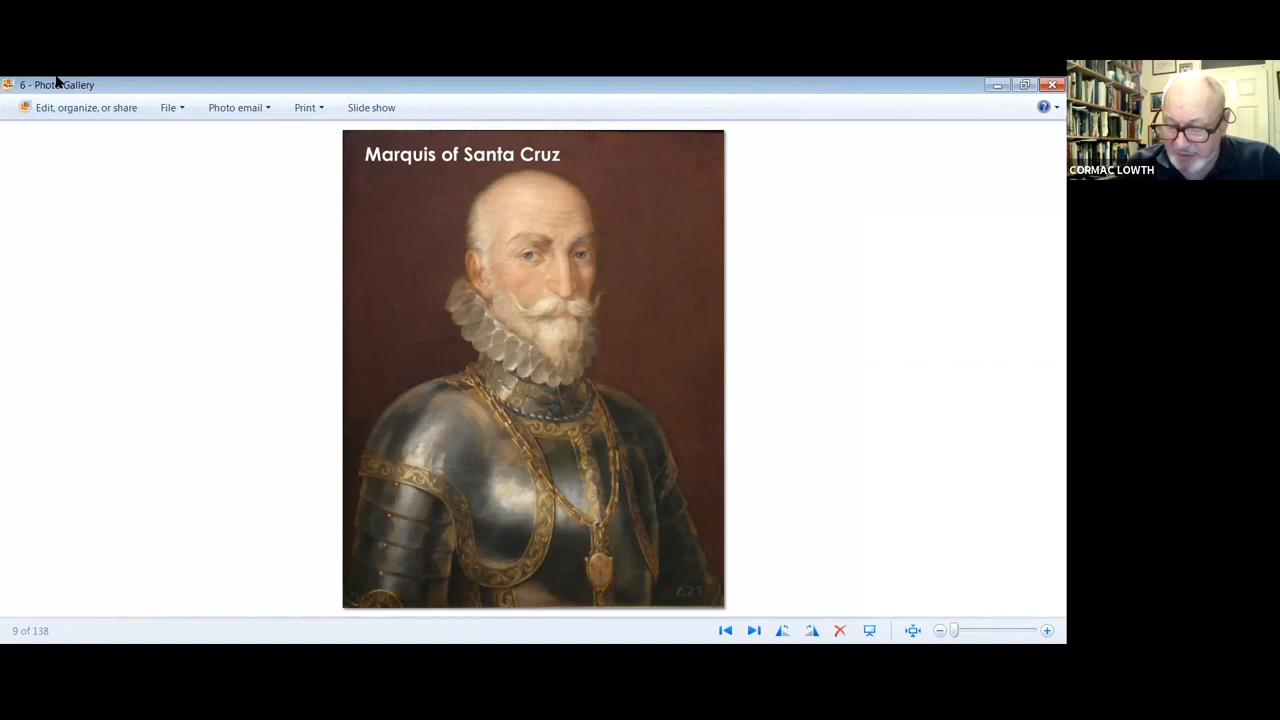 6 - Photo Gallery
Edit, organize, or share File Photo email Print Slide show
Marquis of Santa Cruz
CORMAC LOWTH
9 of 138